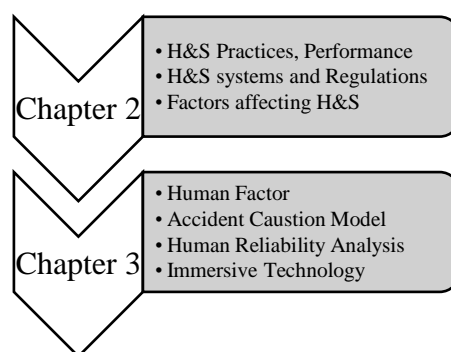 Chapter 2
• H&S Practices, Performance
• H&S systems and Regulations
• Factors affecting H&S
Chapter 3
• Human Factor
• Accident Caustion Model
• Human Reliability Analysis
• Immersive Technology